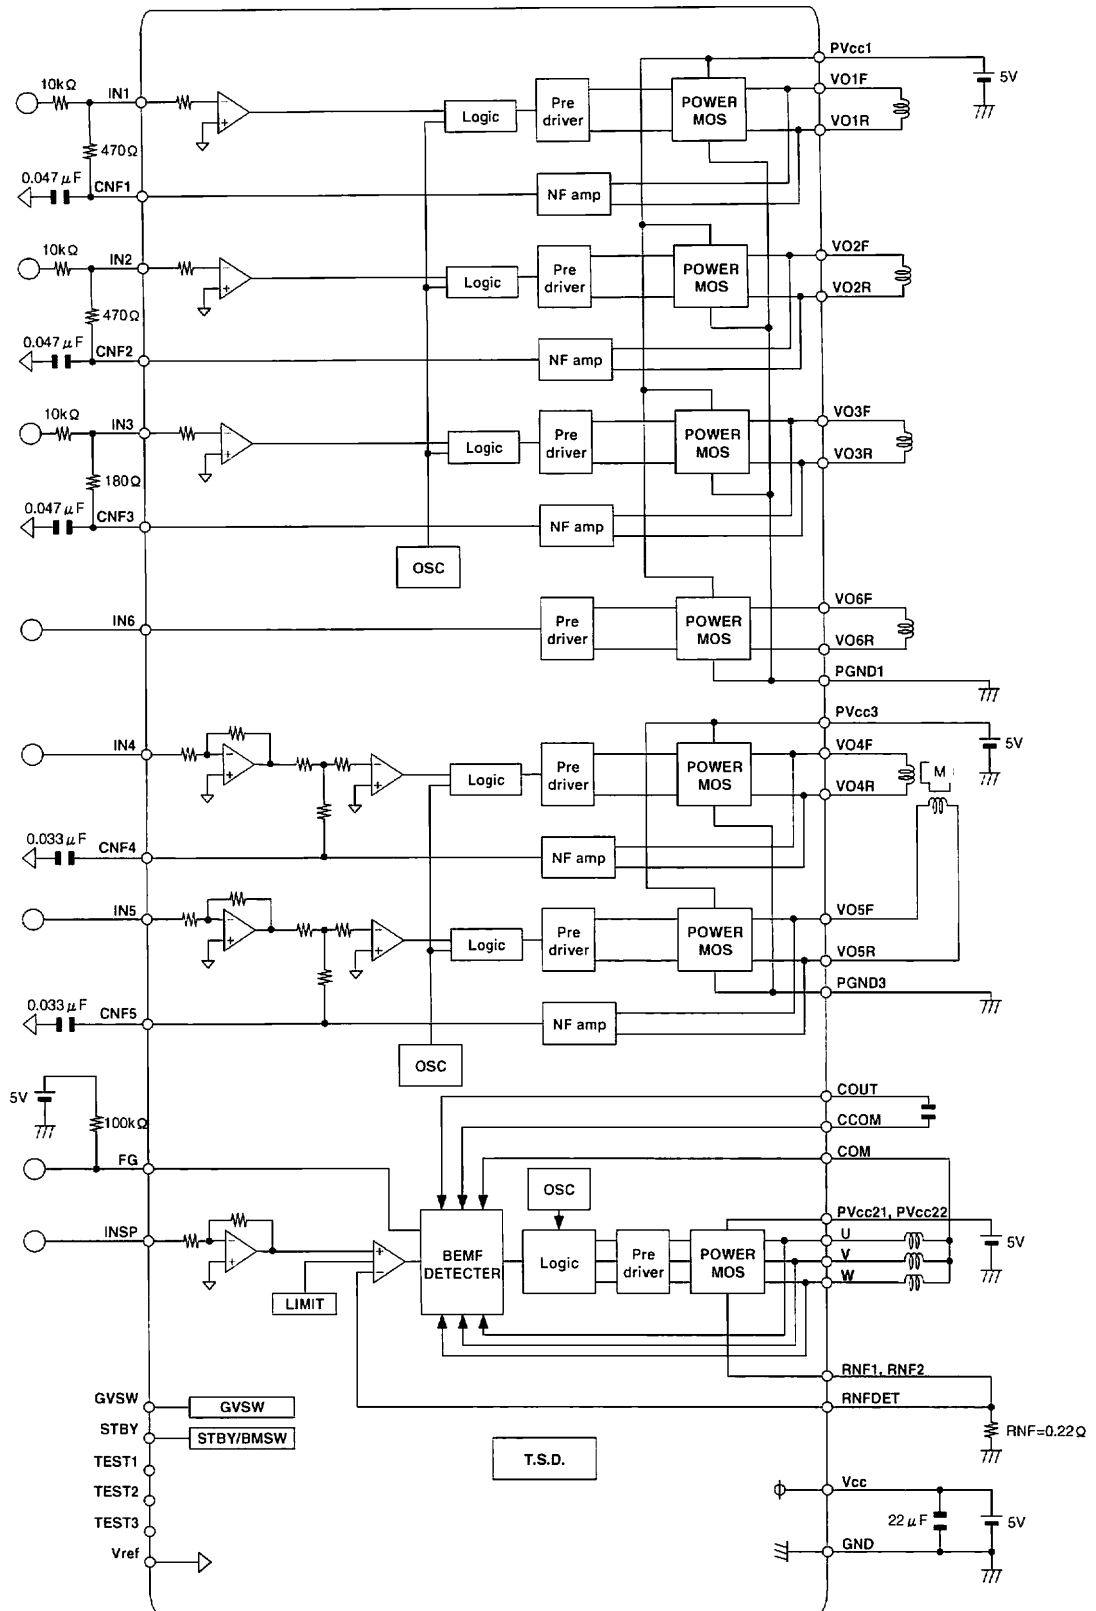 PVcc1
5V
10kΩ
IN1
VO1F
Logic
Pre
driver
POWER
MOS
VO1R
470Ω
0.047μF
CNF1
NF amp
10kΩ
IN2
VO2F
Logic
Pre
driver
POWER
MOS
VO2R
470Ω
0.047μF
CNF2
NF amp
10kΩ
IN3
VO3F
Logic
Pre
driver
POWER
MOS
VO3R
180Ω
0.047μF
CNF3
NF amp
OSC
IN6
Pre
driver
POWER
MOS
VO6F
VO6R
PGND1
PVcc3
5V
IN4
VO4F
Logic
Pre
driver
POWER
MOS
VO4R
M
0.033μF
CNF4
NF amp
IN5
VO5F
Logic
Pre
driver
POWER
MOS
VO5R
PGND3
0.033μF
CNF5
NF amp
OSC
5V
100kΩ
COUT
CCOM
COM
FG
OSC
INSP
BEMF
DETECTER
Logic
Pre
driver
POWER
MOS
PVcc21, PVcc22
U
V
W
5V
LIMIT
RNF1, RNF2
RNFDET
RNF=0.22Ω
GVSW
GVSW
STBY
STBY/BMSW
T.S.D.
TEST1
TEST2
TEST3
Vref
Vcc
22μF
5V
GND